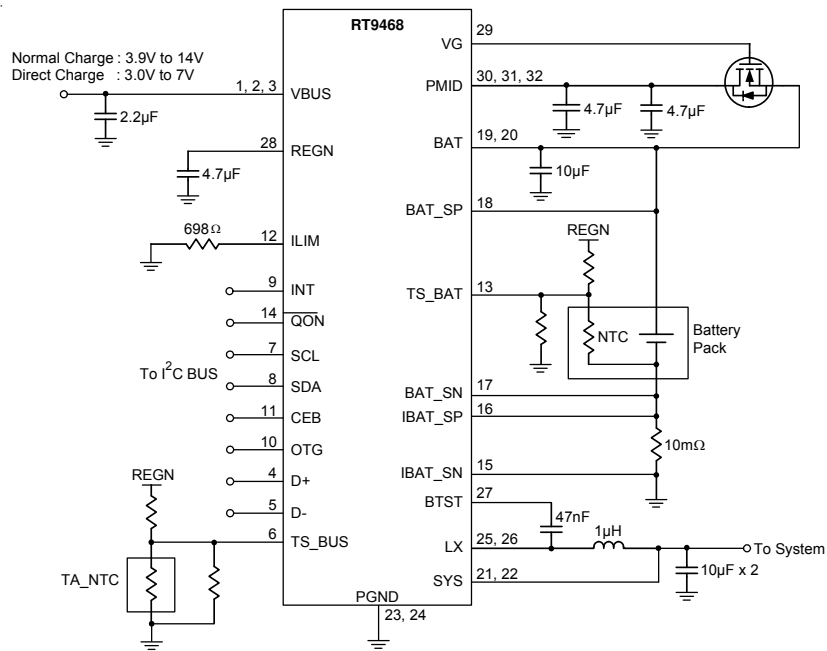 RT9468
Normal Charge : 3.9V to 14V
Direct Charge : 3.0V to 7V
1, 2, 3
VBUS
2.2µF
28
REGN
4.7µF
698Ω
12
ILIM
9
INT
14
QON
7
SCL
To I2C BUS
8
SDA
11
CEB
10
OTG
4
D+
5
D-
REGN
6
TS_BUS
TA_NTC
PGND
23, 24
VG
29
PMID
30, 31, 32
4.7µF
4.7µF
BAT
19, 20
10µF
BAT_SP
18
REGN
TS_BAT
13
NTC
Battery
Pack
BAT_SN
17
IBAT_SP
16
10mΩ
IBAT_SN
15
BTST
27
47nF
1µH
LX
25, 26
To System
SYS
21, 22
10µF x 2